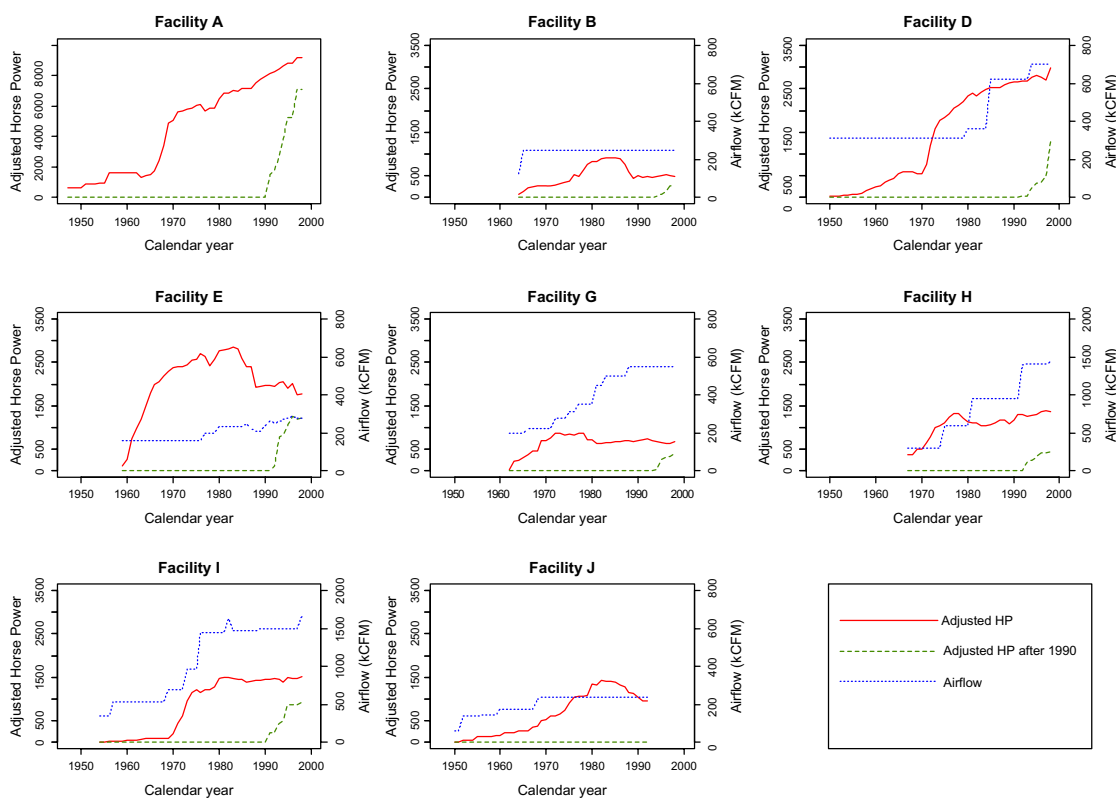 Facility A
Adjusted Horse Power
0 2000 4000 6000 8000
1950 1960 1970 1980 1990 2000
Calendar year
Facility B
Adjusted Horse Power
0 500 1500 2500 3500
0 200 400 600 800
Airflow (kCFM)
1950 1960 1970 1980 1990 2000
Calendar year
Facility D
Adjusted Horse Power
0 500 1500 2500 3500
0 200 400 600 800
Airflow (kCFM)
1950 1960 1970 1980 1990 2000
Calendar year
Facility E
Adjusted Horse Power
0 500 1500 2500 3500
0 200 400 600 800
Airflow (kCFM)
1950 1960 1970 1980 1990 2000
Calendar year
Facility G
Adjusted Horse Power
0 500 1500 2500 3500
0 200 400 600 800
Airflow (kCFM)
1950 1960 1970 1980 1990 2000
Calendar year
Facility H
Adjusted Horse Power
0 500 1500 2500 3500
0 500 1000 1500 2000
Airflow (kCFM)
1950 1960 1970 1980 1990 2000
Calendar year
Facility I
Adjusted Horse Power
0 500 1500 2500 3500
0 500 1000 1500 2000
Airflow (kCFM)
1950 1960 1970 1980 1990 2000
Calendar year
Facility J
Adjusted Horse Power
0 500 1500 2500 3500
0 200 400 600 800
Airflow (kCFM)
1950 1960 1970 1980 1990 2000
Calendar year
Adjusted HP
Adjusted HP after 1990
Airflow